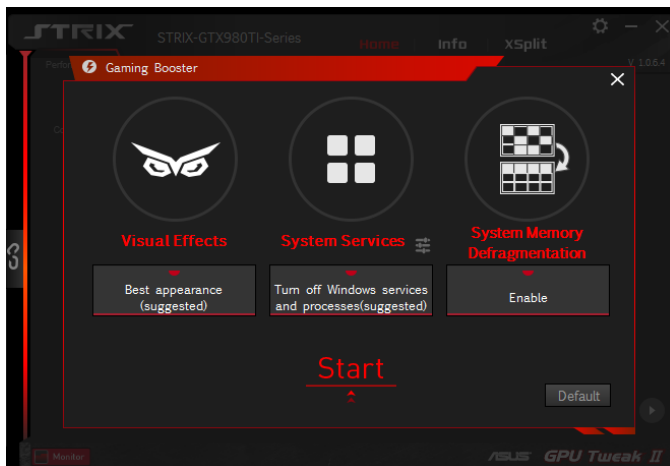 STRIX
STRIX-GTX980TI-Series
Home
Info
XSplit
V 1.0.6.4
Gaming Booster
Visual Effects
System Services
System Memory
Defragmentation
Best appearance
(suggested)
Turn off Windows services
and processes(suggested)
Enable
Start
Default
Monitor
ASUS GPU Tweak II